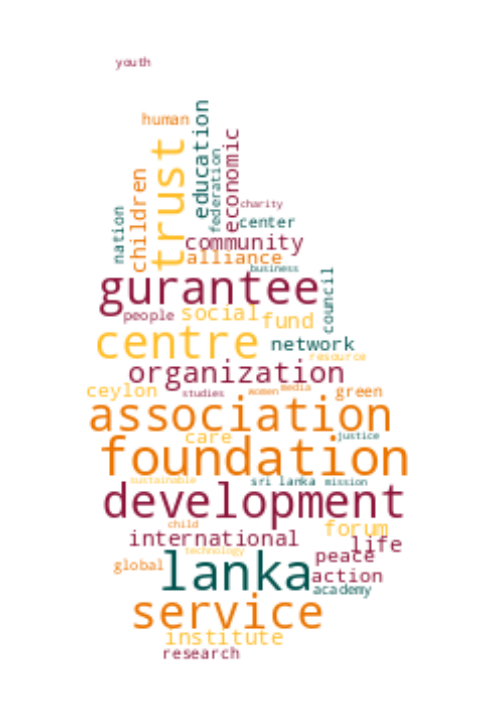 youth
human
education
trust
economic
federation
children
nation
charity
center
community
alliance
business
gurantee
council
people
social
fund
centre
network
resource
organization
ceylon
studies
women
media
green
association
care
justice
foundation
sustainable
sri lanka
mission
development
child
forum
international
life
technology
peace
global
lanka
action
academy
service
institute
research